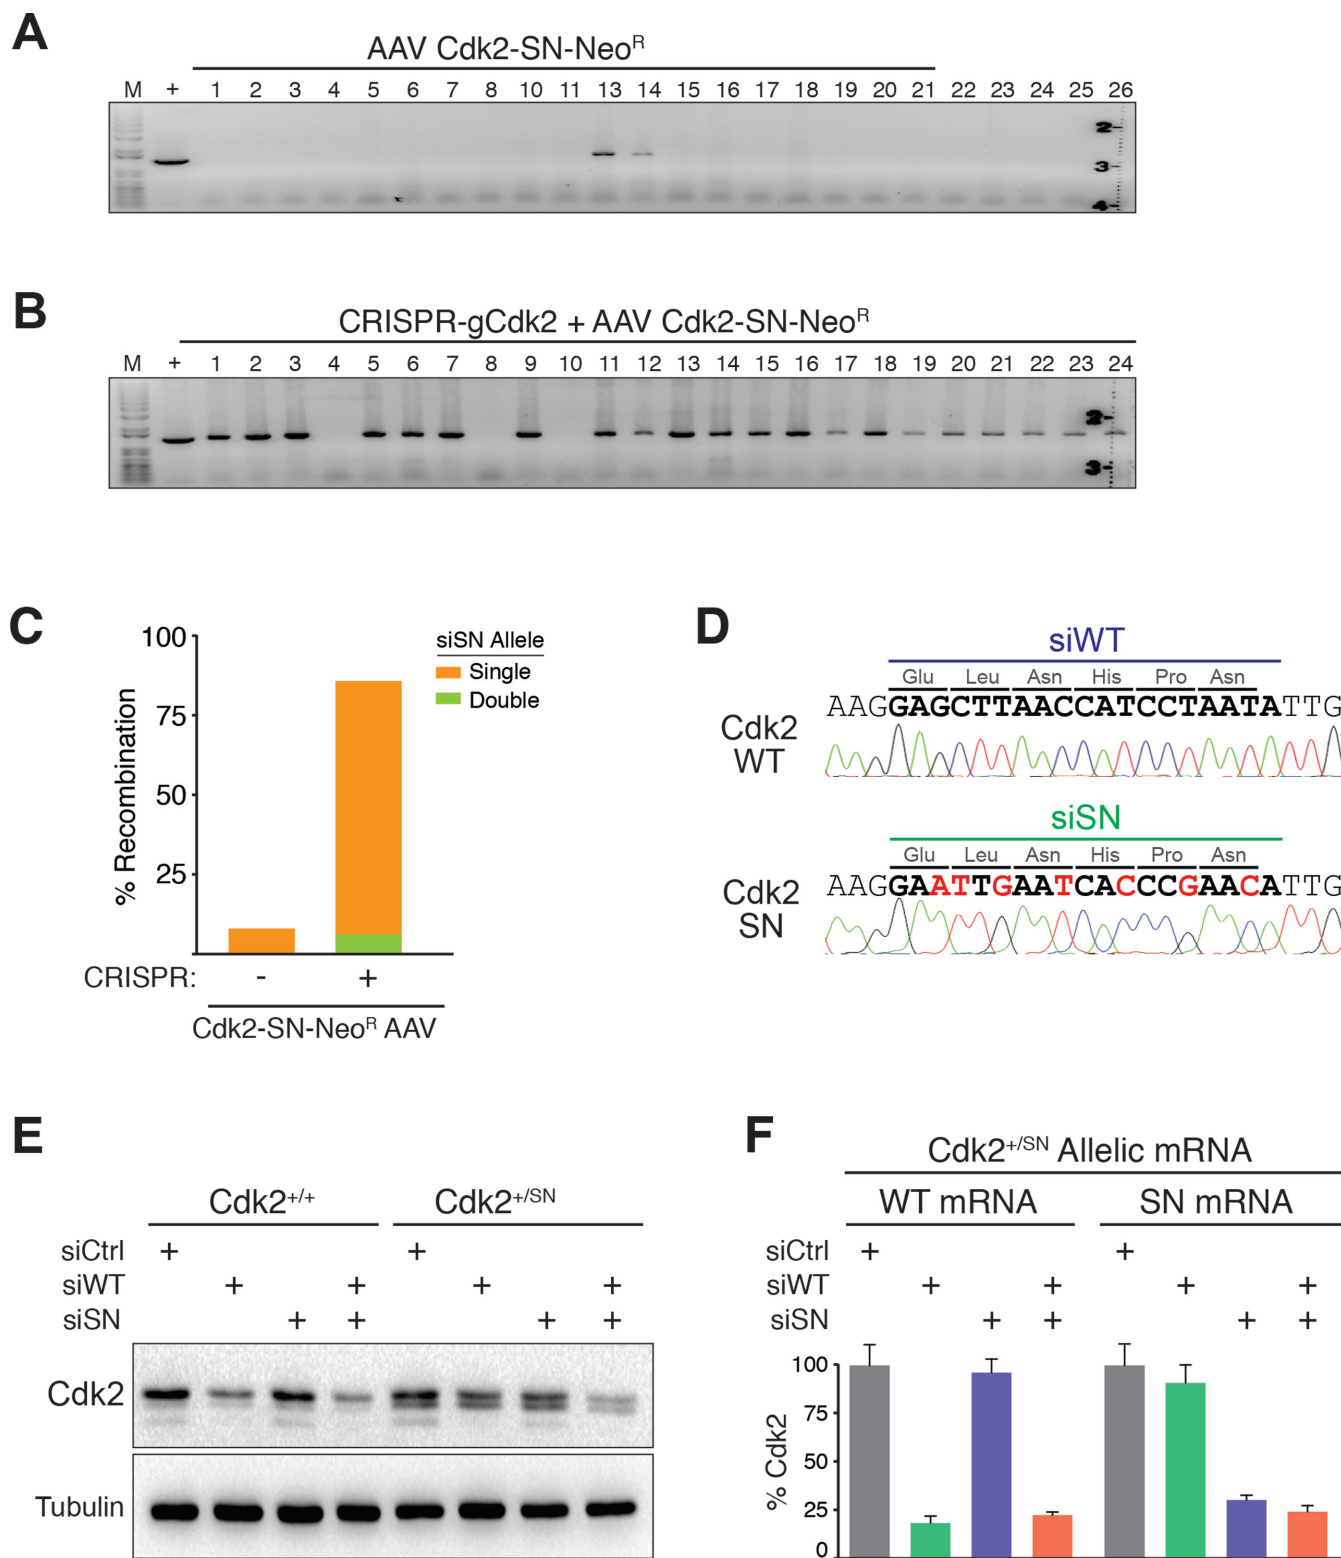 A
AAV Cdk2-SN-Neo^R
M + 1 2 3 4 5 6 7 8 10 11 13 14 15 16 17 18 19 20 21 22 23 24 25 26
2
3
4
B
CRISPR-gCdk2 + AAV Cdk2-SN-Neo^R
M + 1 2 3 4 5 6 7 8 9 10 11 12 13 14 15 16 17 18 19 20 21 22 23 24
2
3
C
% Recombination
100
75
50
25
siSN Allele
Single
Double
CRISPR: - +
Cdk2-SN-Neo^R AAV
D
siWT
Glu Leu Asn His Pro Asn
AAGGAGCTTAACCATCCTAATATTG
Cdk2
WT
siSN
Glu Leu Asn His Pro Asn
AAGGAATTGAATCACCCGAACATTG
Cdk2
SN
E
Cdk2^+/+ Cdk2^+/SN
siCtrl + +
siWT + + + +
siSN + + + +
Cdk2
Tubulin
F
Cdk2^+/SN Allelic mRNA
WT mRNA SN mRNA
siCtrl + +
siWT + + + +
siSN + + + +
% Cdk2
100
75
50
25
0